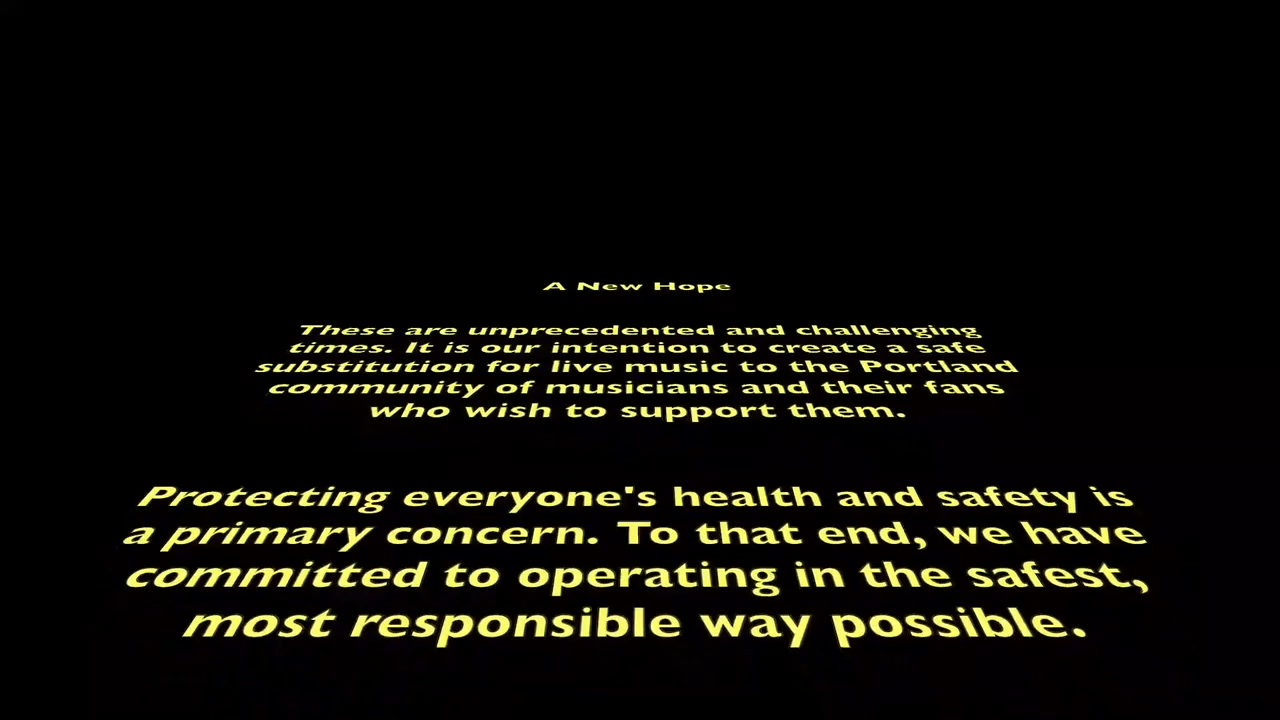 A New Hope
These are unprecedented and challenging
times. It is our intention to create a safe
substitution for live music to the Portland
community of musicians and their fans
who wish to support them.
Protecting everyone's health and safety is
a primary concern. To that end, we have
committed to operating in the safest,
most responsible way possible.